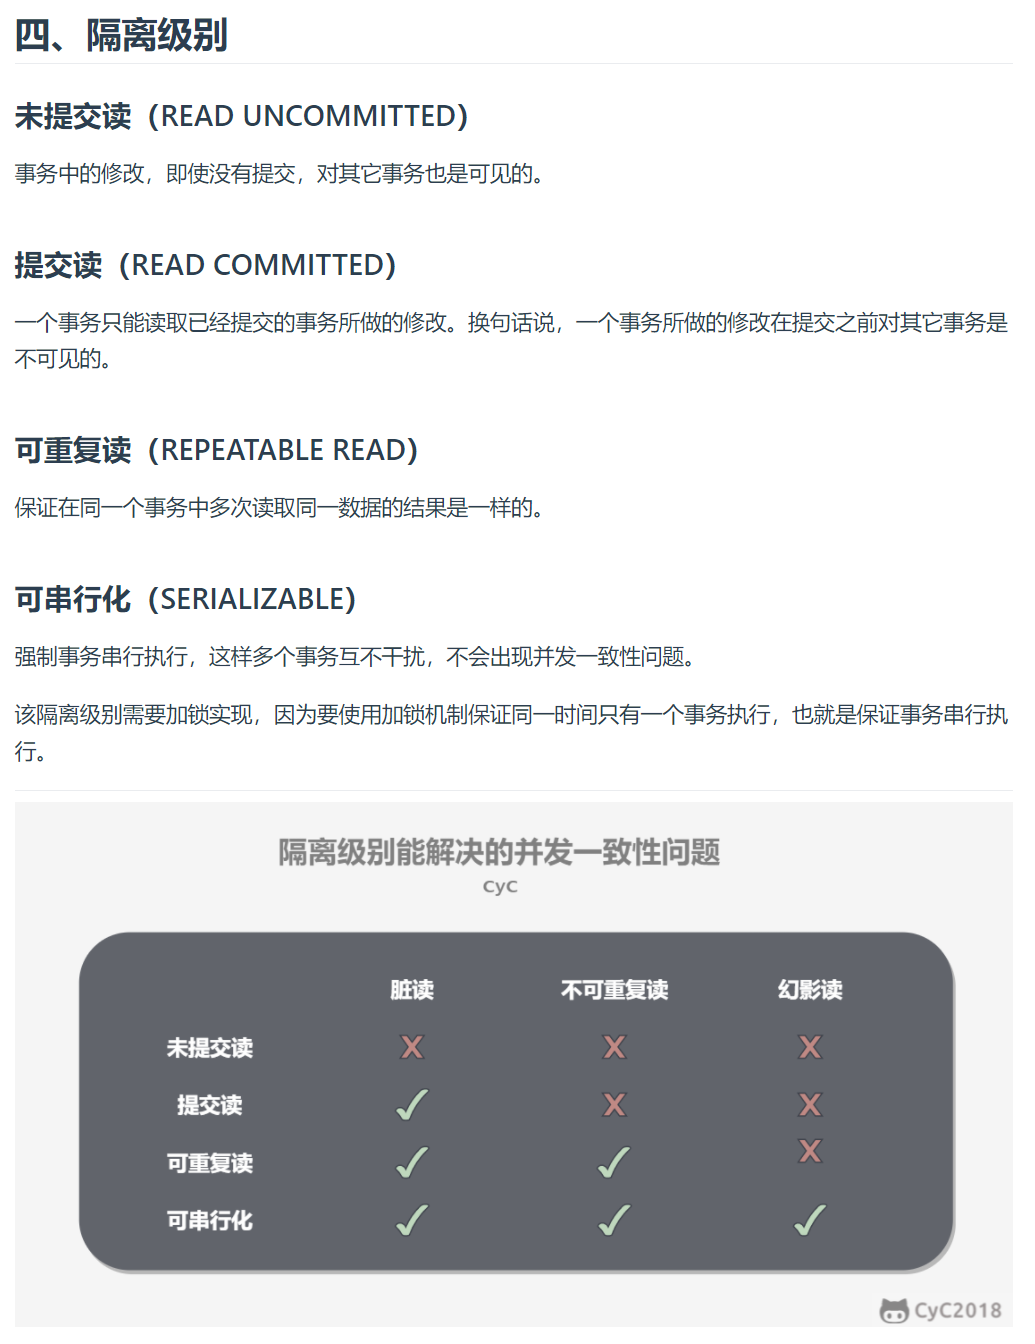 四、隔离级别
未提交读（READ UNCOMMITTED）
事务中的修改，即使没有提交，对其它事务也是可见的。
提交读（READ COMMITTED）
一个事务只能读取已经提交的事务所做的修改。换句话说，一个事务所做的修改在提交之前对其它事务是
不可见的。
可重复读（REPEATABLE READ）
保证在同一个事务中多次读取同一数据的结果是一样的。
可串行化（SERIALIZABLE）
强制事务串行执行，这样多个事务互不干扰，不会出现并发一致性问题。
该隔离级别需要加锁实现，因为要使用加锁机制保证同一时间只有一个事务执行，也就是保证事务串行执
行。
隔离级别能解决的并发一致性问题
CyC
脏读 不可重复读 幻影读
未提交读 X X X
提交读 ✓ X X
可重复读 ✓ ✓ X
可串行化 ✓ ✓ ✓
CyC2018